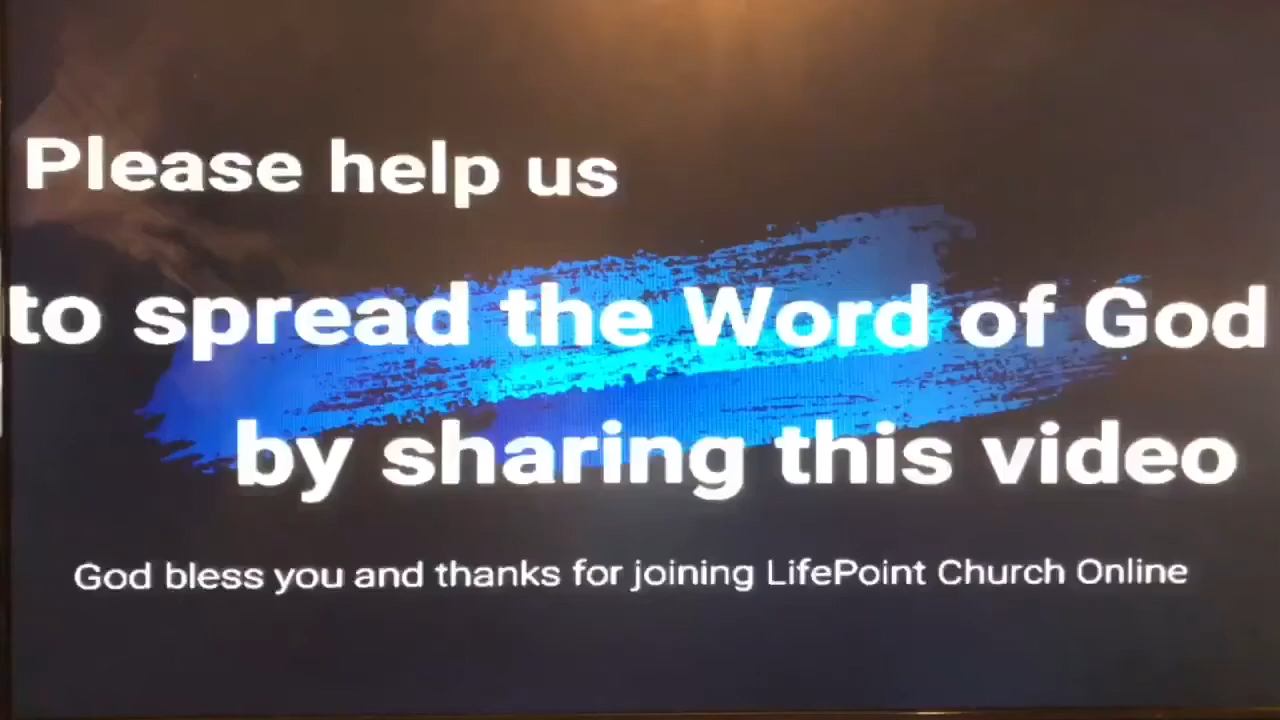 Please help us
to spread the Word of God
by sharing this video
God bless you and thanks for joining LifePoint Church Online